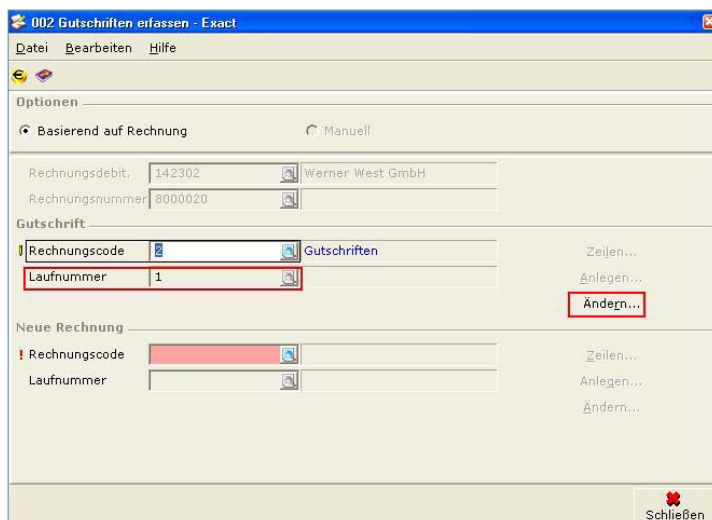 002 Gutschriften erfassen - Exact
Datei Bearbeiten Hilfe
Optionen
Basierend auf Rechnung Manuell
Rechnungsdebit. 142302 Werner West GmbH
Rechnungsnummer 8000020
Gutschrift
Rechnungscode 2 Gutschriften Zeilen...
Laufnummer 1 Anlegen...
Ändern...
Neue Rechnung
! Rechnungscode Zeilen...
Laufnummer Anlegen...
Ändern...
Schließen